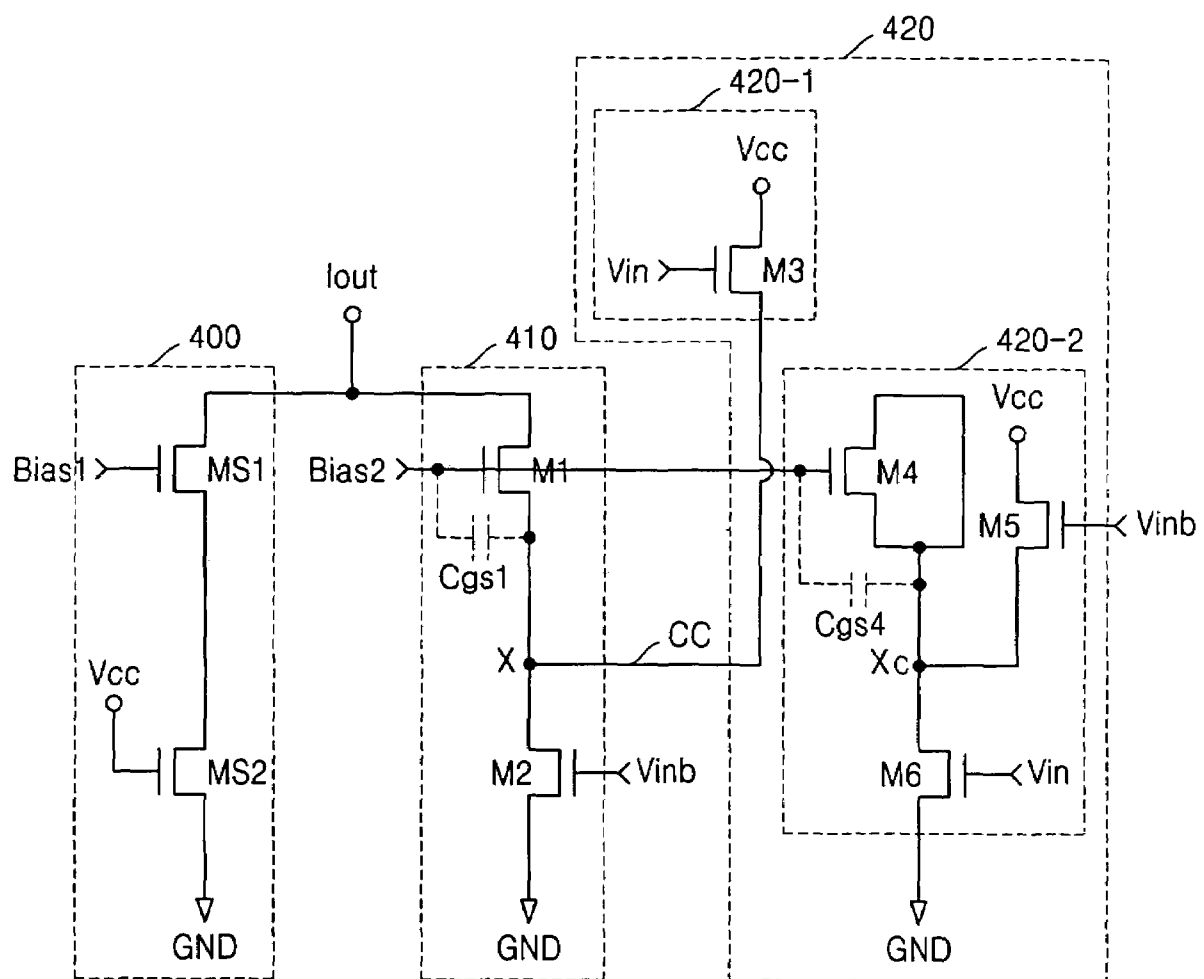 420
420-1
Vcc
Vin
M3
Iout
400
410
420-2
Vcc
Bias1
MS1
Bias2
M1
M4
M5
Vinb
Cgs1
Cgs4
CC
X
Xc
Vcc
MS2
M2
Vinb
M6
Vin
GND
GND
GND